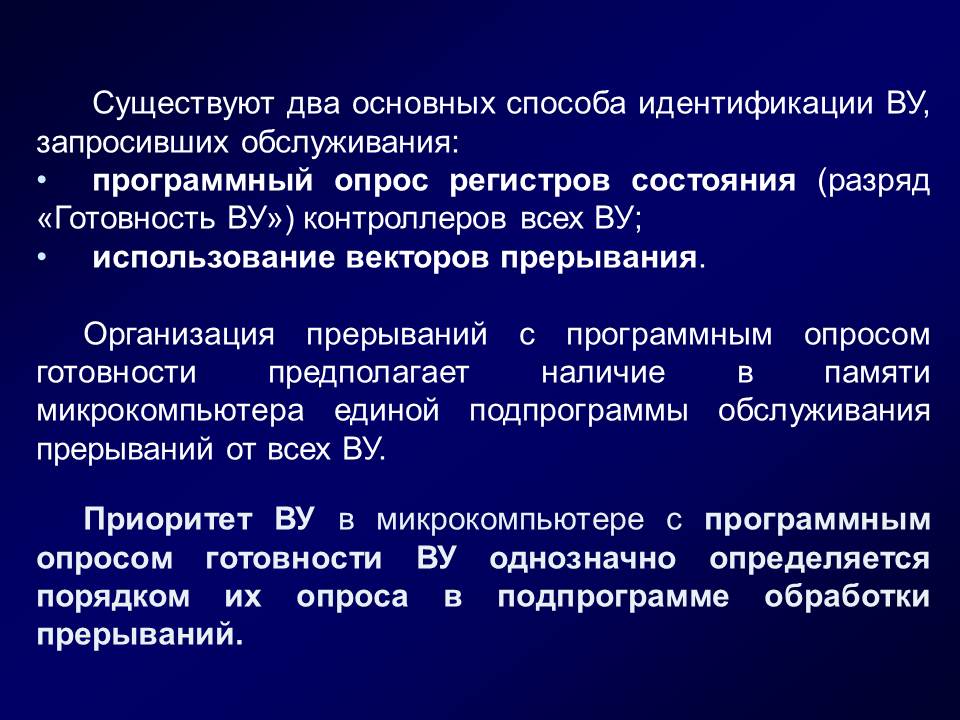 Существуют два основных способа идентификации ВУ,
запросивших обслуживания:
• программный опрос регистров состояния (разряд
«Готовность ВУ») контроллеров всех ВУ;
• использование векторов прерывания.
Организация прерываний с программным опросом
готовности предполагает наличие в памяти
микрокомпьютера единой подпрограммы обслуживания
прерываний от всех ВУ.
Приоритет ВУ в микрокомпьютере с программным
опросом готовности ВУ однозначно определяется
порядком их опроса в подпрограмме обработки
прерываний.